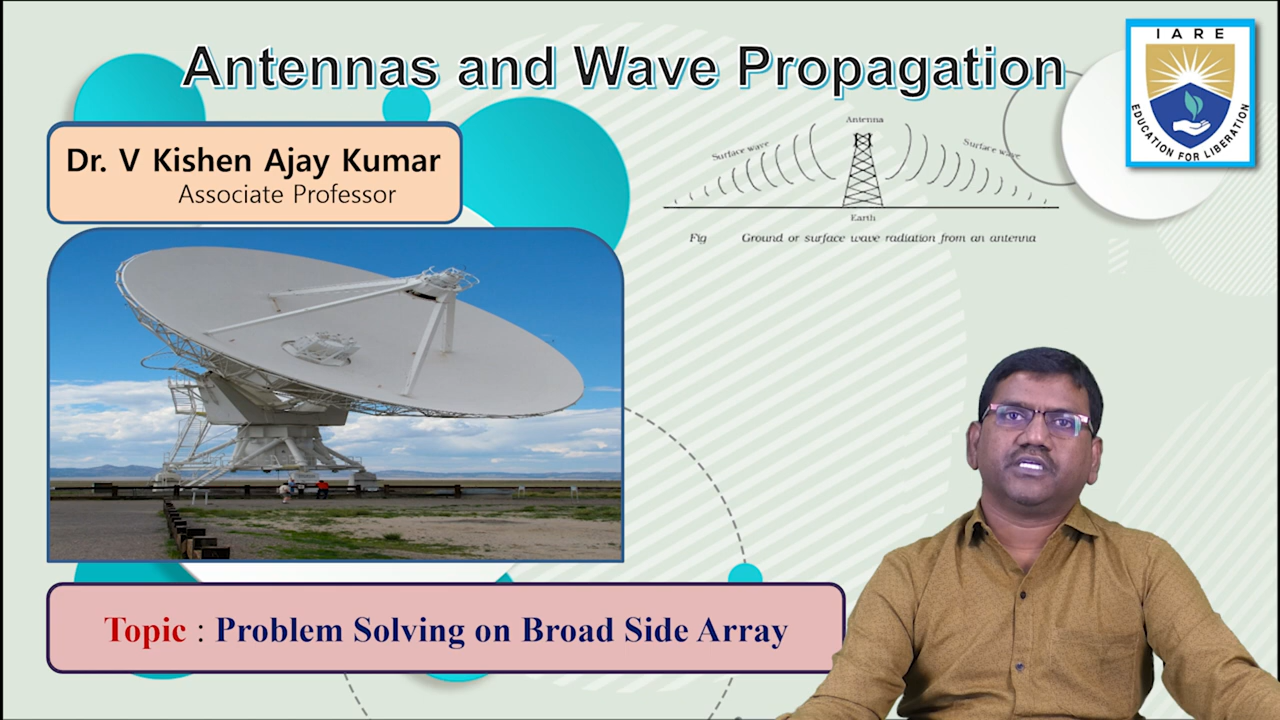 Antennas and Wave Propagation
IARE
EDUCATION FOR LIBERATION
Dr. V Kishen Ajay Kumar
Associate Professor
Antenna
Surface wave
Surface wave
Earth
Fig Ground or surface wave radiation from an antenna
Topic : Problem Solving on Broad Side Array